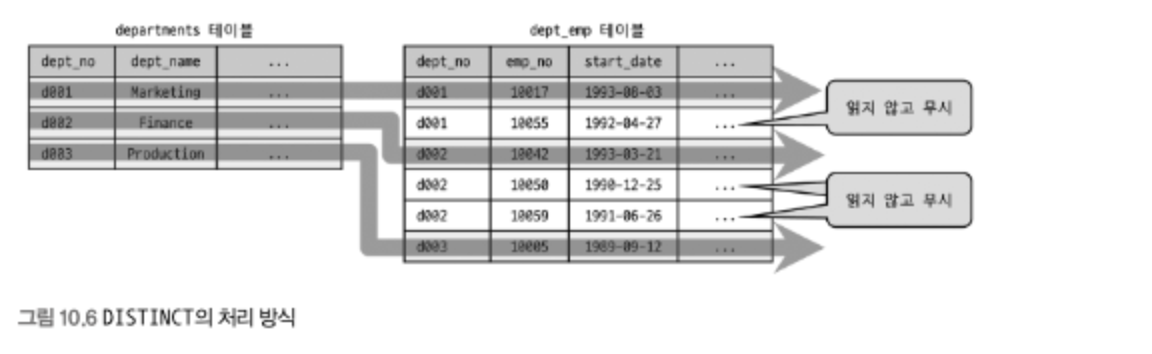 departments 테이블
dept_no dept_name ...
d001 Marketing ...
d002 Finance ...
d003 Production ...
dept_emp 테이블
dept_no emp_no start_date ...
d001 10017 1993-08-03 ...
d001 10055 1992-04-27 ...
d002 10042 1993-03-21 ...
d002 10050 1990-12-25 ...
d002 10059 1991-06-26 ...
d003 10005 1989-09-12 ...
읽지 않고 무시
읽지 않고 무시
그림 10.6 DISTINCT의 처리 방식